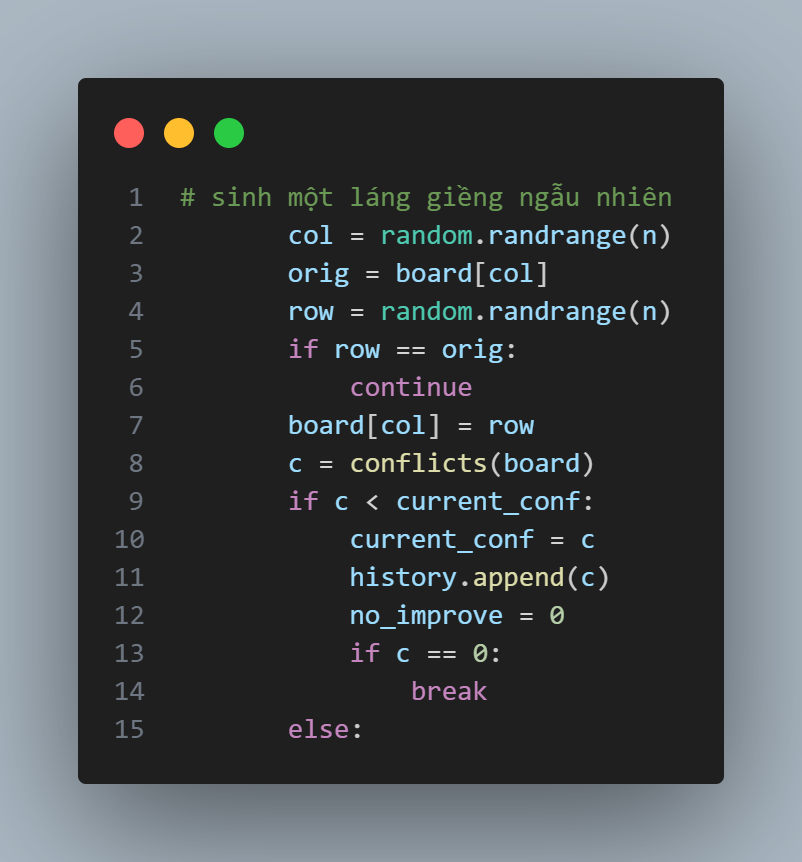 1 # sinh một láng giềng ngẫu nhiên
2 col = random.randrange(n)
3 orig = board[col]
4 row = random.randrange(n)
5 if row == orig:
6 continue
7 board[col] = row
8 c = conflicts(board)
9 if c < current_conf:
10 current_conf = c
11 history.append(c)
12 no_improve = 0
13 if c == 0:
14 break
15 else: